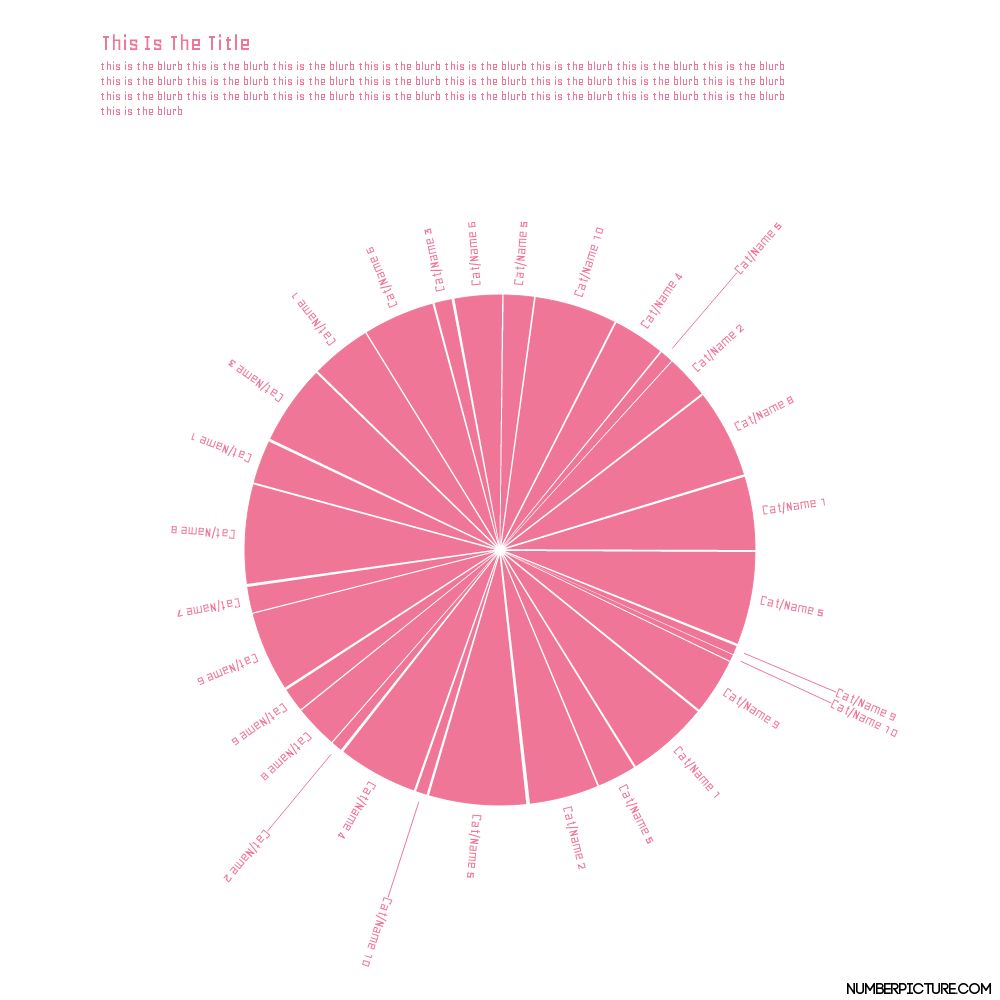 This Is The Title
this is the blurb this is the blurb this is the blurb this is the blurb this is the blurb this is the blurb this is the blurb this is the blurb
this is the blurb this is the blurb this is the blurb this is the blurb this is the blurb this is the blurb this is the blurb this is the blurb
this is the blurb this is the blurb this is the blurb this is the blurb this is the blurb this is the blurb this is the blurb this is the blurb
this is the blurb
Cat/Name 5
Cat/Name 10
Cat/Name 4
Cat/Name 5
Cat/Name 2
Cat/Name 8
Cat/Name 1
Cat/Name 5
Cat/Name 9
Cat/Name 10
Cat/Name 9
Cat/Name 1
Cat/Name 5
Cat/Name 2
Cat/Name 5
Cat/Name 10
Cat/Name 4
Cat/Name 2
Cat/Name 8
Cat/Name
Cat/Name
Cat/Name 7
Cat/Name 8
Cat/Name 1
Cat/Name 3
Cat/Name 1
Cat/Name
Cat/Name 3
Cat/Name
NUMBERPICTURE.COM